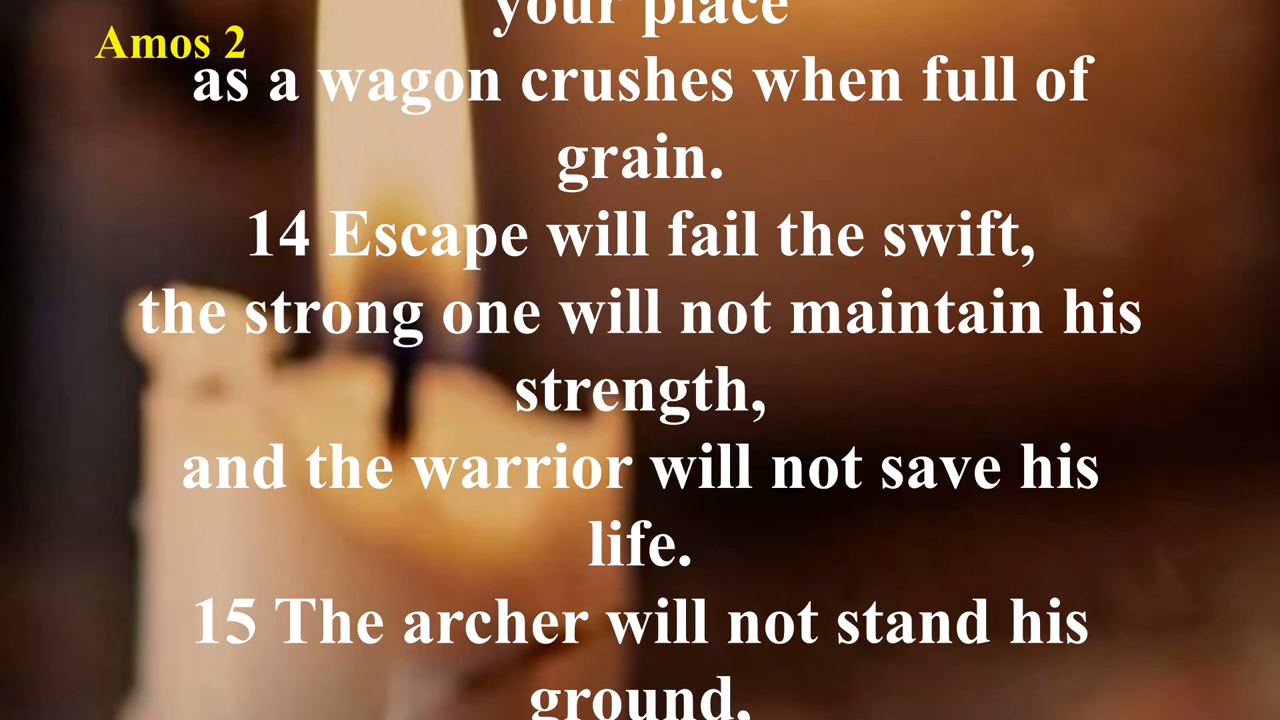 your place
Amos 2
as a wagon crushes when full of
grain.
14 Escape will fail the swift,
the strong one will not maintain his
strength,
and the warrior will not save his
life.
15 The archer will not stand his
ground,